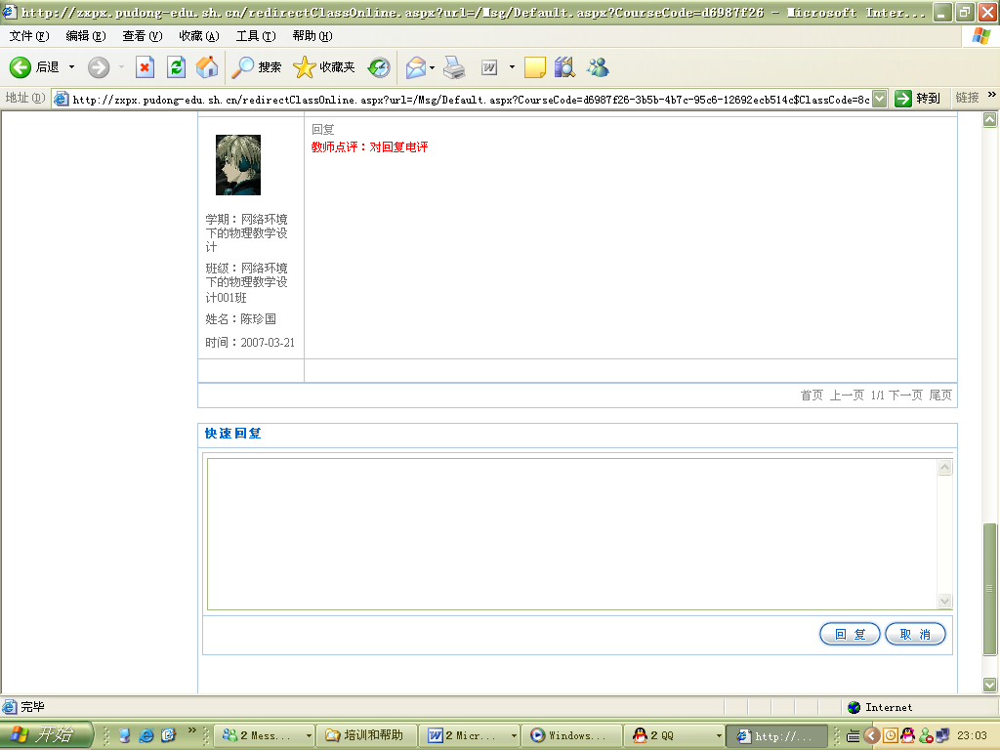 http://zxpx.pudong-edu.sh.cn/redirectClassOnline.aspx?url=/Msg/Default.aspx?CourseCode=d6987f26 - Microsoft Inter...
文件(F) 编辑(E) 查看(V) 收藏(A) 工具(T) 帮助(H)
后退 搜索 收藏夹
地址(D) http://zxpx.pudong-edu.sh.cn/redirectClassOnline.aspx?url=/Msg/Default.aspx?CourseCode=d6987f26-3b5b-4b7c-95c6-12692ecb514c$ClassCode=8c 转到 链接 »
回复
教师点评：对回复电评
学期：网络环境
下的物理教学设
计
班级：网络环境
下的物理教学设
计001班
姓名：陈珍国
时间：2007-03-21
首页 上一页 1/1 下一页 尾页
快速回复
回 复 取 消
完毕 Internet
开始 » 2 Mess... 培训和帮助 2 Micr... Windows... 2 QQ http://... 23:03